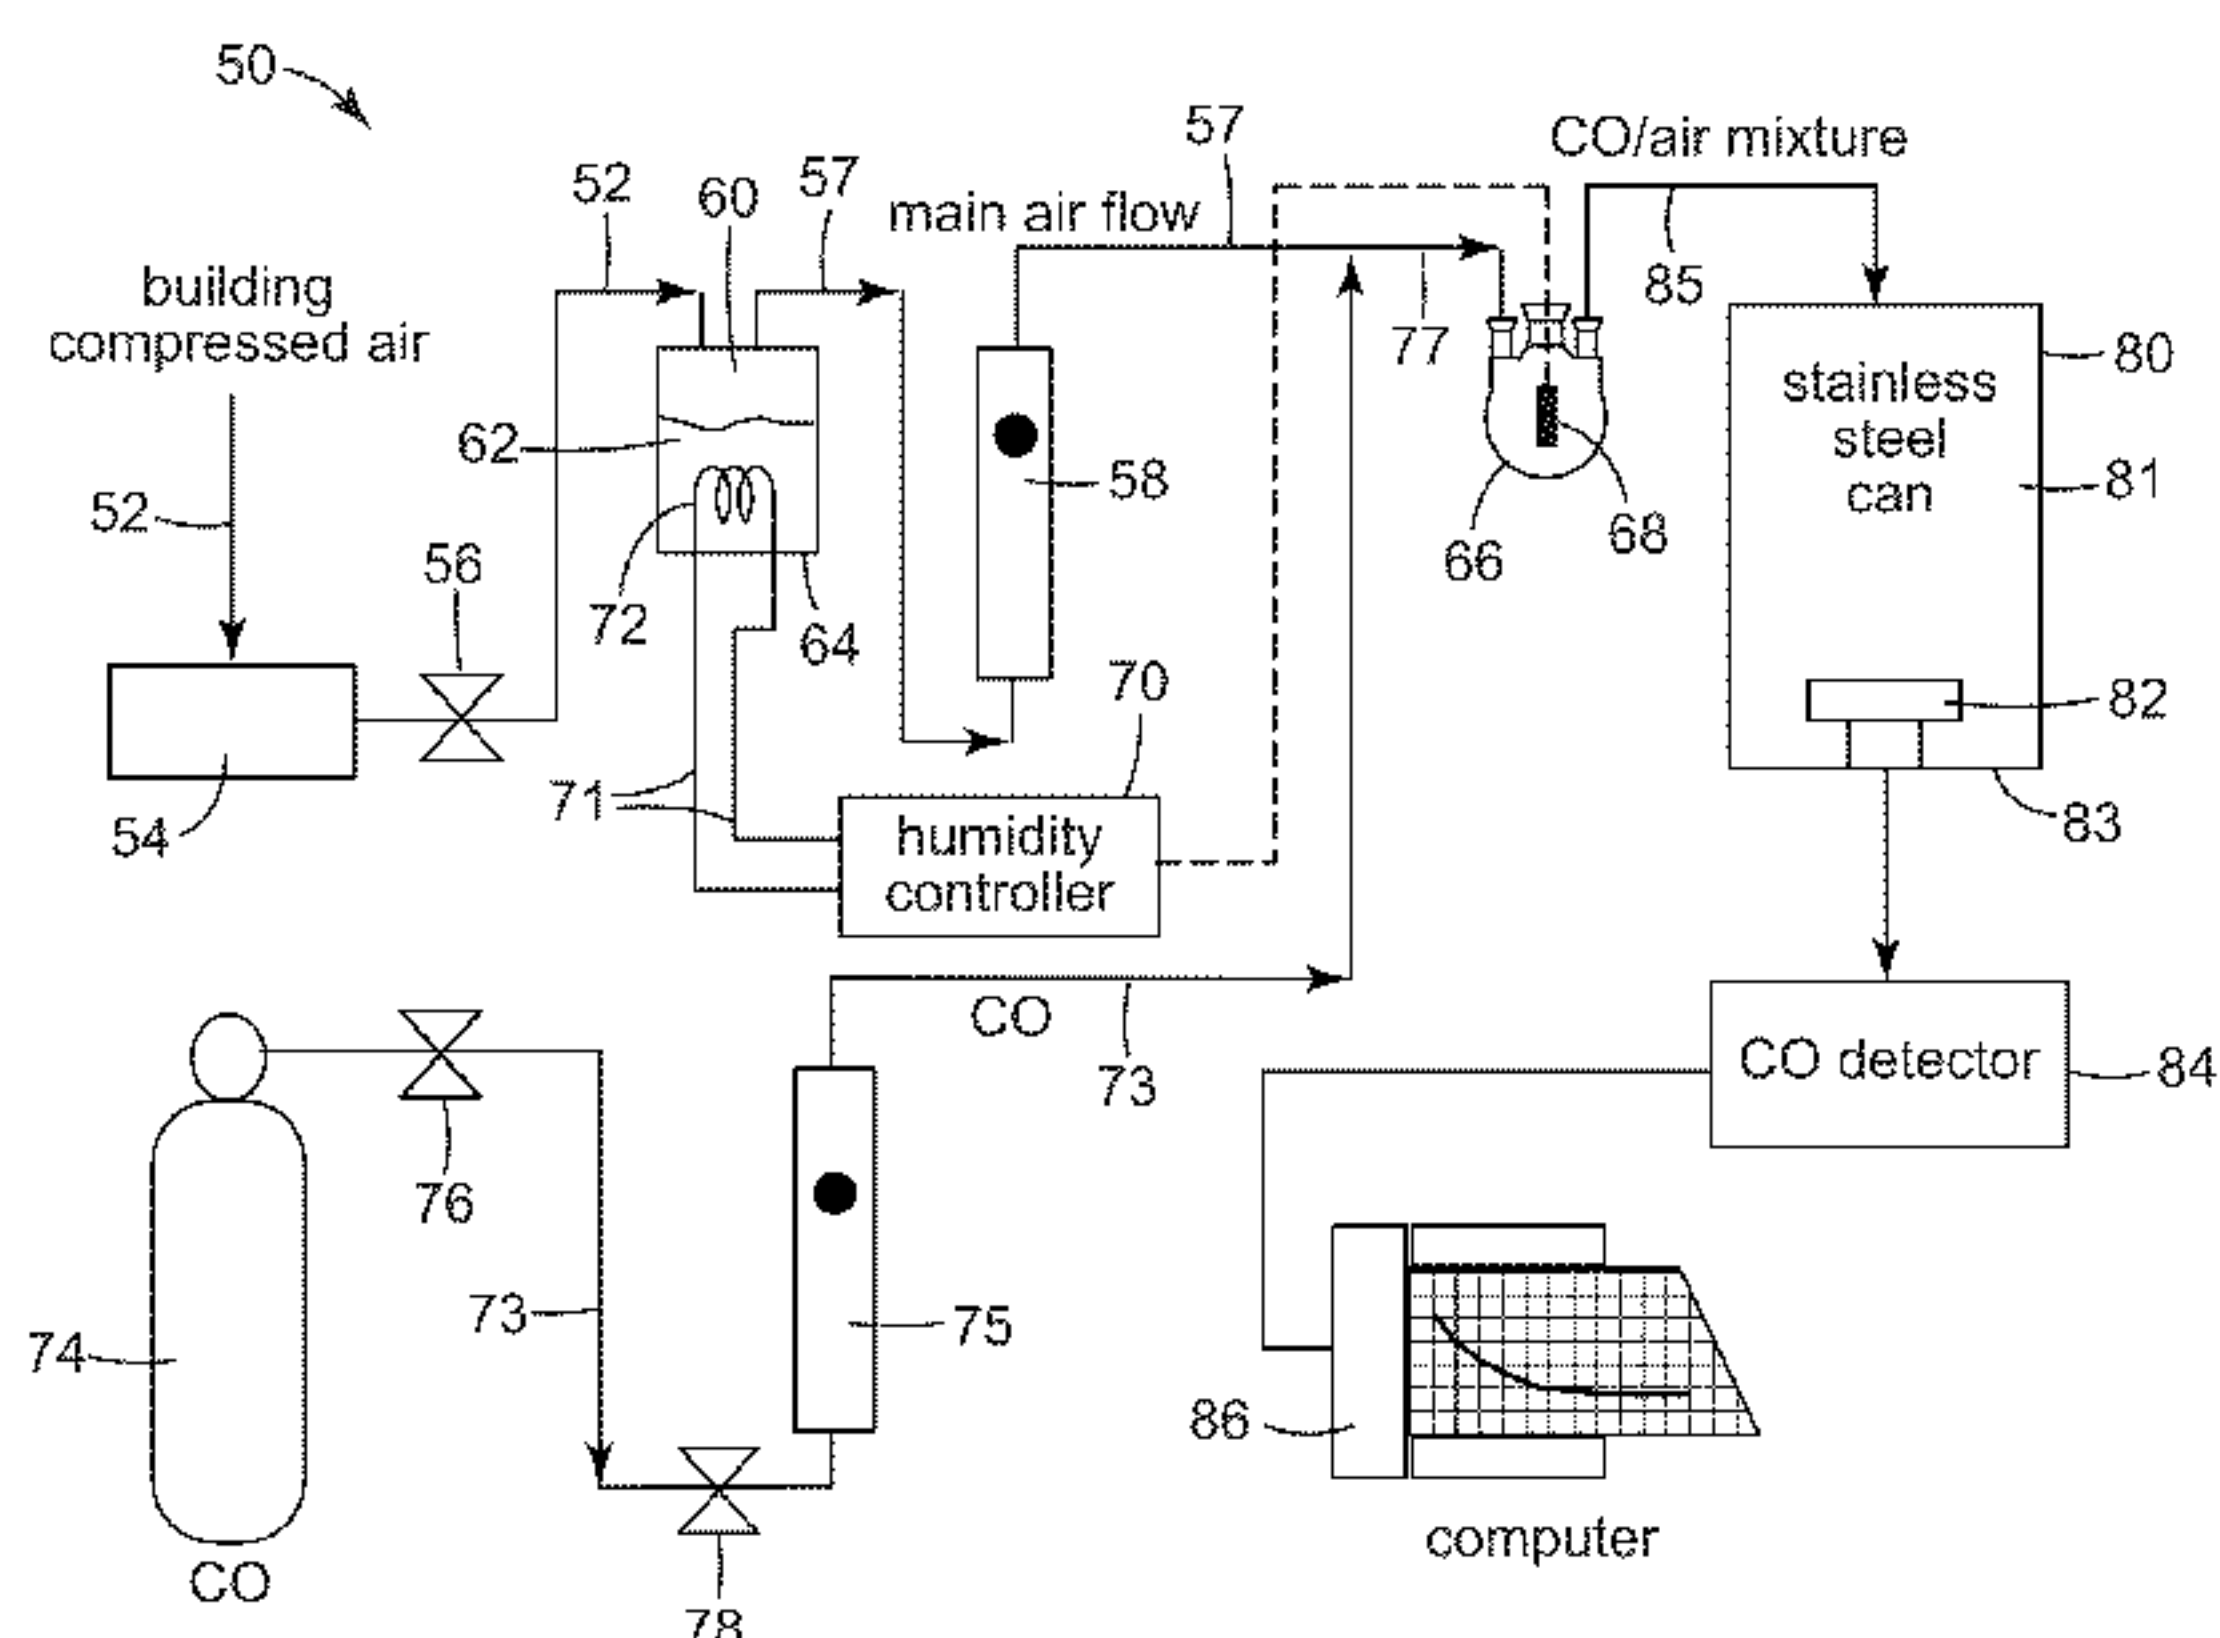 50
57
CO/air mixture
52
60
57
main air flow
building
compressed air
85
77
80
stainless
steel
can
62
58
81
52
68
66
56
72
64
70
82
71
54
humidity
controller
83
CO
73
CO detector
84
76
73
75
74
86
computer
CO
78